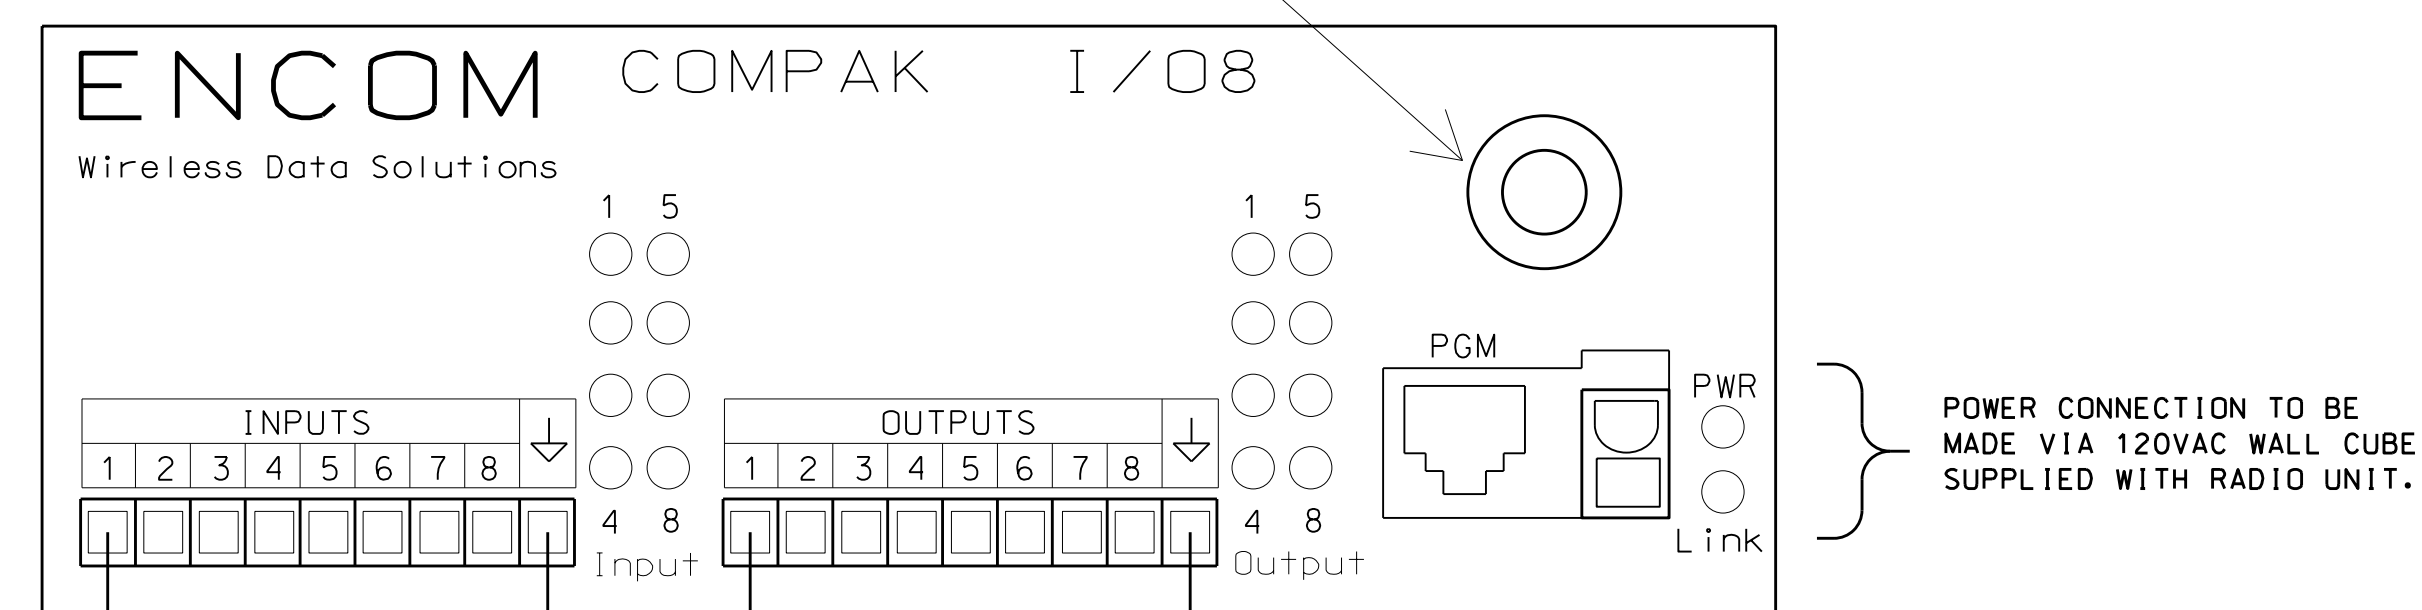 ENCOM COMPAK I/O8
Wireless Data Solutions
1 5
1 5
PGM
PWR
INPUTS
OUTPUTS
1 2 3 4 5 6 7 8
1 2 3 4 5 6 7 8
4 8
Input
4 8
Output
Link
POWER CONNECTION TO BE
MADE VIA 120VAC WALL CUBE
SUPPLIED WITH RADIO UNIT.